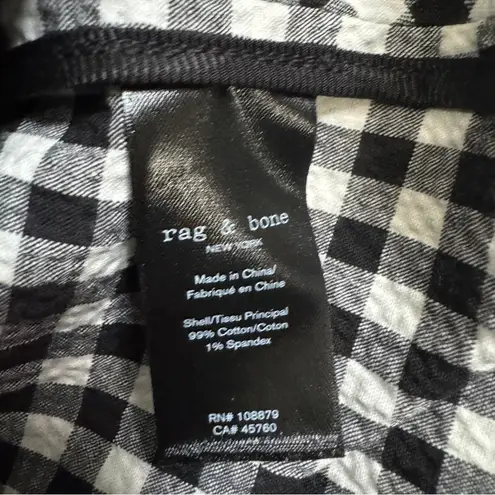 rag & bone
NEW YORK
Made in China/
Fabriqué en Chine
Shell/Tissu Principal
99% Cotton/Coton
1% Spandex
RN# 108879
CA# 45760